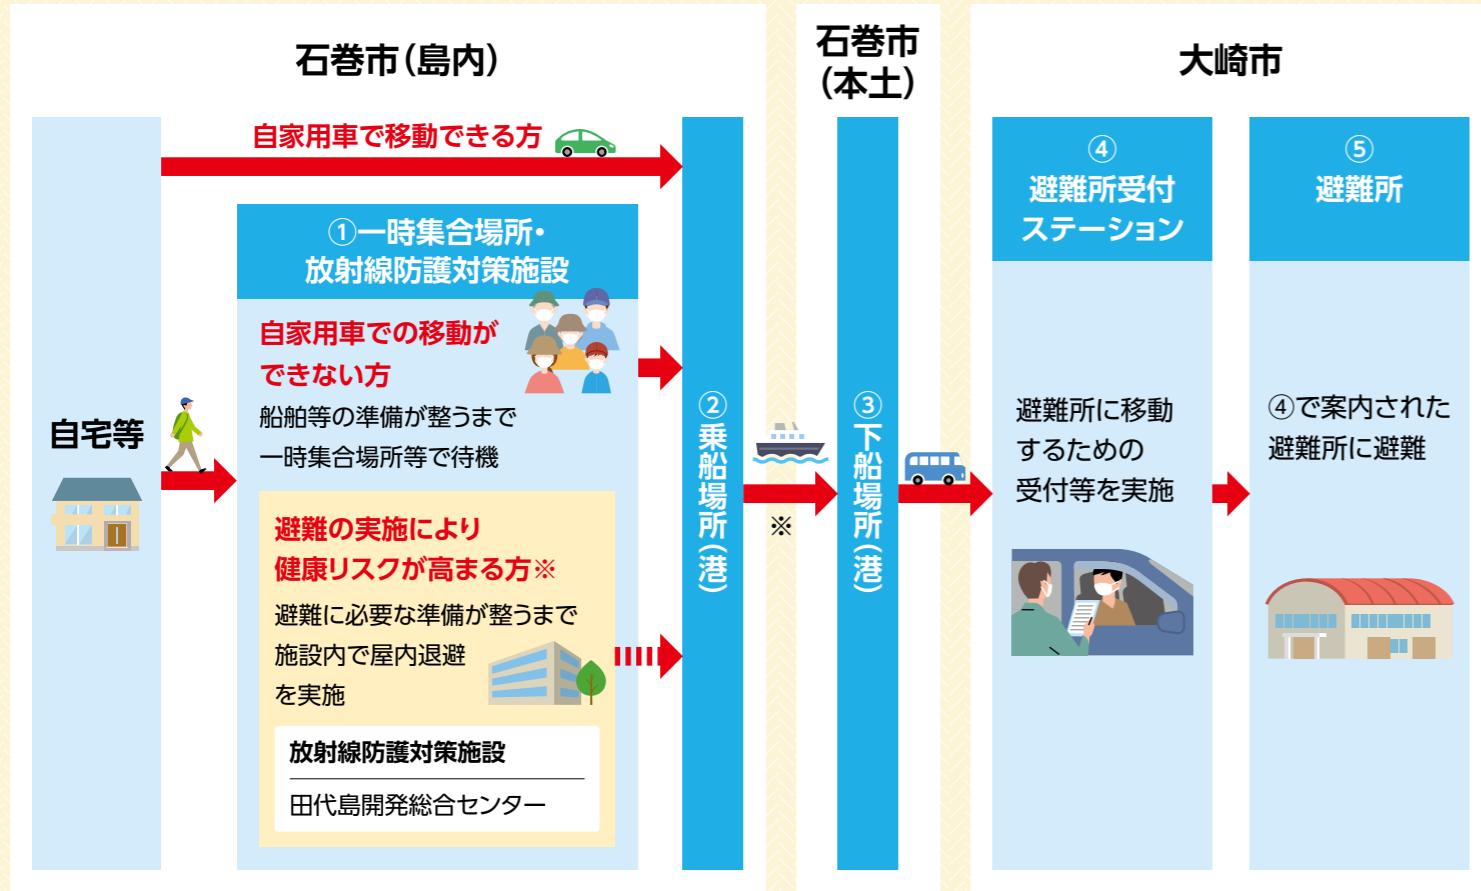 石巻市（島内）
自宅等
自家用車で移動できる方
①一時集合場所・
放射線防護対策施設
自家用車での移動が
できない方
船舶等の準備が整うまで
一時集合場所等で待機
避難の実施により
健康リスクが高まる方※
避難に必要な準備が整うまで
施設内で屋内退避
を実施
放射線防護対策施設
田代島開発総合センター
②乗船場所（港）
※
石巻市
（本土）
③下船場所（港）
大崎市
④
避難所受付
ステーション
避難所に移動
するための
受付等を実施
⑤
避難所
④で案内された
避難所に避難